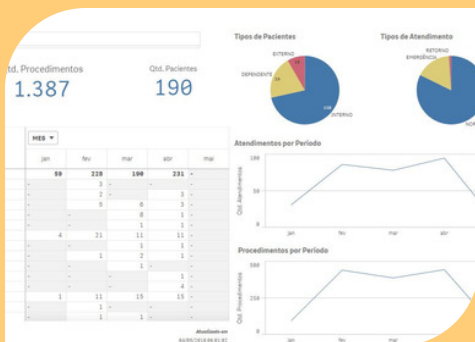 Tipos de Pacientes
Tipos de Atendimento
td. Procedimentos
1.387
Qtd. Pacientes
190
EXTERNO
DEPENDENTE
INTERNO
RETORNO
EMERGÊNCIA
NOR
MES
jan fev mar abr mai
59 228 190 231 -
- 3 - -
- 2 - 3 -
- 5 6 3 -
- - 8 1 -
- - 1 1 -
4 21 11 11 -
- - 1 1 -
- 1 2 1 -
- - 1 - -
- - - 1 -
- - - 4 -
1 11 15 15 -
- 1 - - -
- 1 1 - -
Atendimentos por Período
Qtd. Atendimentos
100
50
0
jan fev mar abr
Procedimentos por Período
Qtd. Procedimentos
500
250
0
jan fev mar abr
Atualizado em